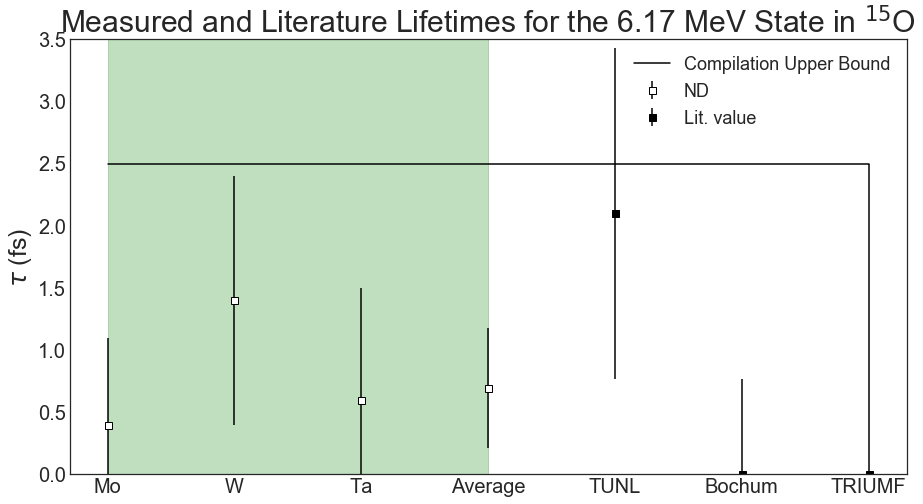 Measured and Literature Lifetimes for the 6.17 MeV State in ¹⁵O
3.5
3.0
2.5
2.0
1.5
1.0
0.5
0.0
τ (fs)
Compilation Upper Bound
ND
Lit. value
Mo W Ta Average TUNL Bochum TRIUMF